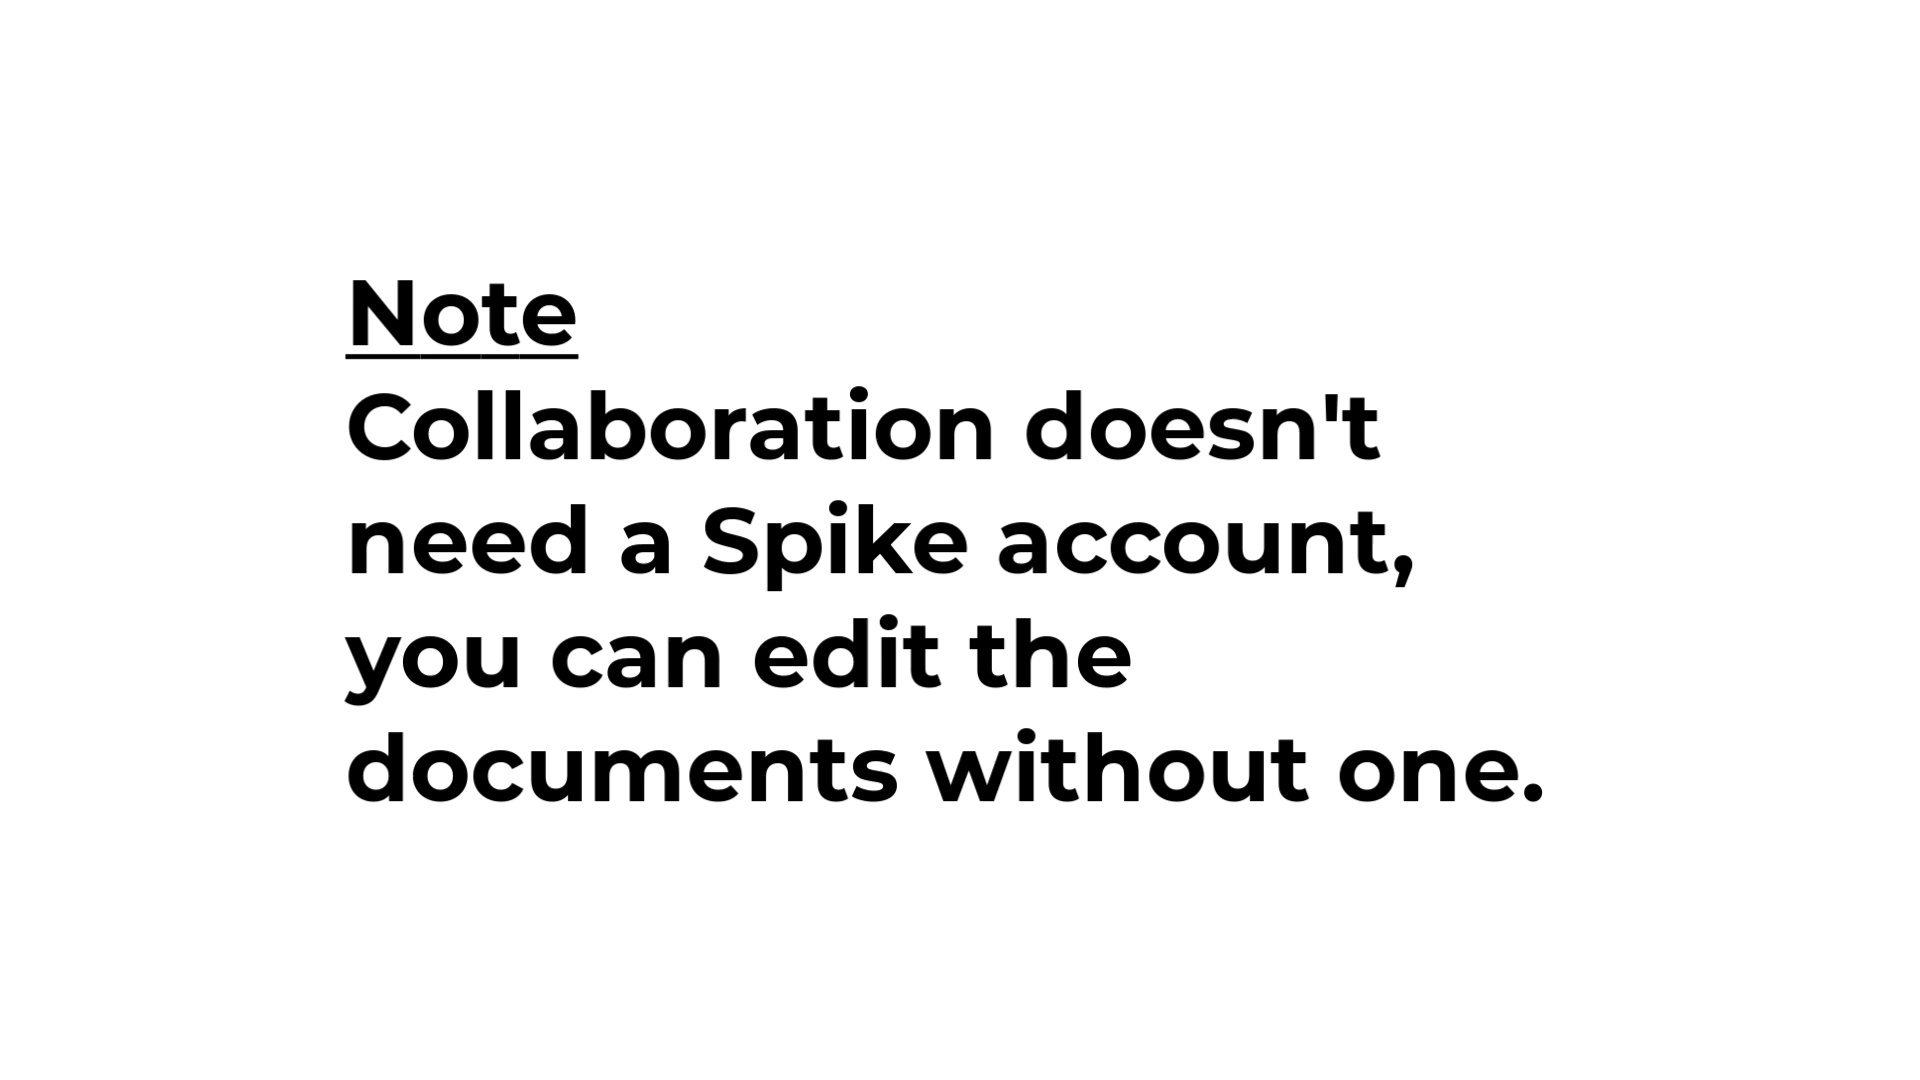 Note
Collaboration doesn't
need a Spike account,
you can edit the
documents without one.